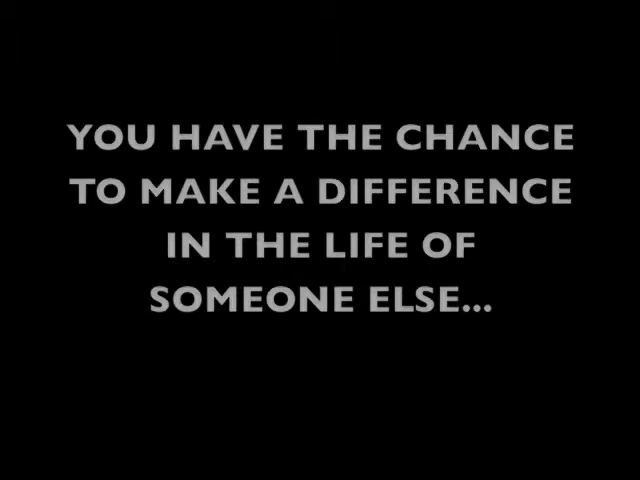 YOU HAVE THE CHANCE
TO MAKE A DIFFERENCE
IN THE LIFE OF
SOMEONE ELSE...